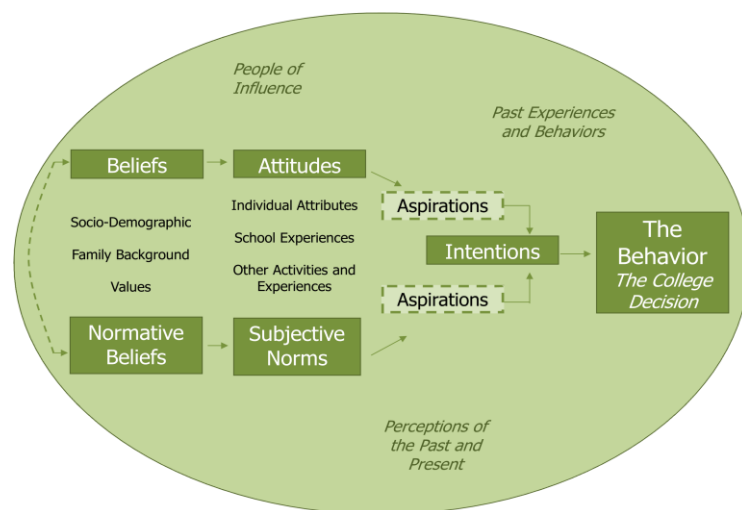 People of
Influence
Past Experiences
and Behaviors
Beliefs
Attitudes
Individual Attributes
Aspirations
Socio-Demographic
School Experiences
Family Background
Intentions
The
Behavior
The College
Decision
Other Activities and
Experiences
Values
Aspirations
Normative
Beliefs
Subjective
Norms
Perceptions of
the Past and
Present